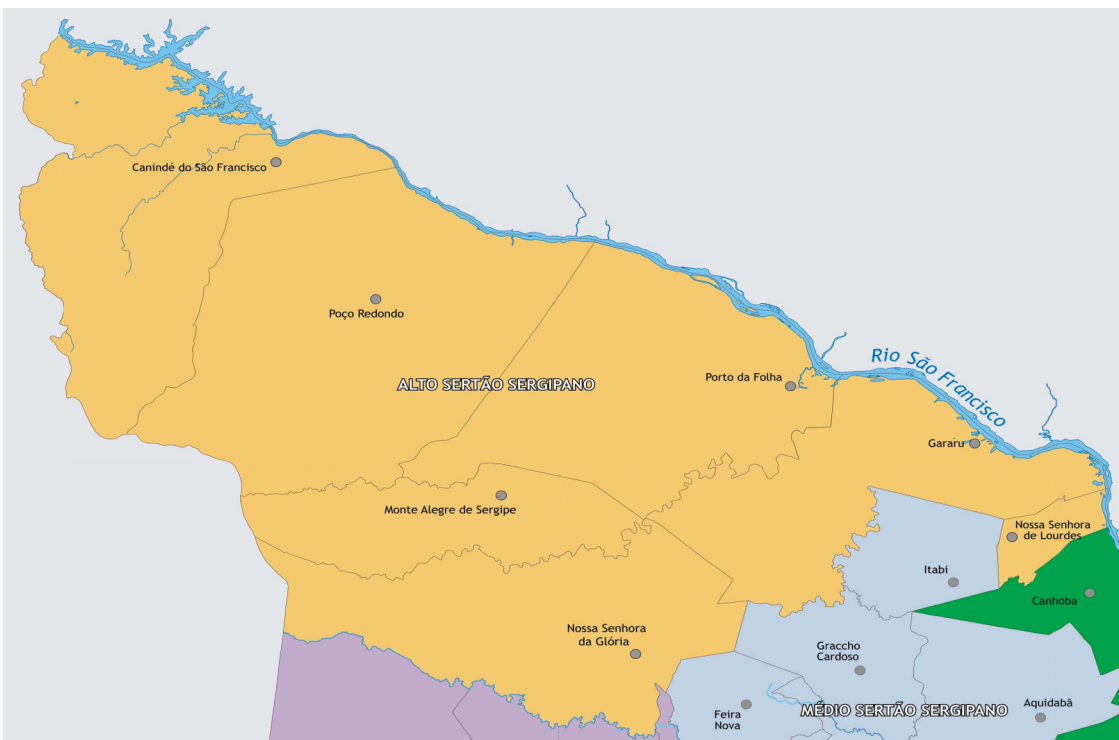 Canindé do São Francisco
Poço Redondo
Rio São Francisco
ALTO SERTÃO SERGIPANO
Porto da Folha
Gararu
Monte Alegre de Sergipe
Nossa Senhora
de Lourdes
Itabi
Canhoba
Nossa Senhora
da Glória
Graccho
Cardoso
Feira
Nova
MÉDIO SERTÃO SERGIPANO
Aquidabã